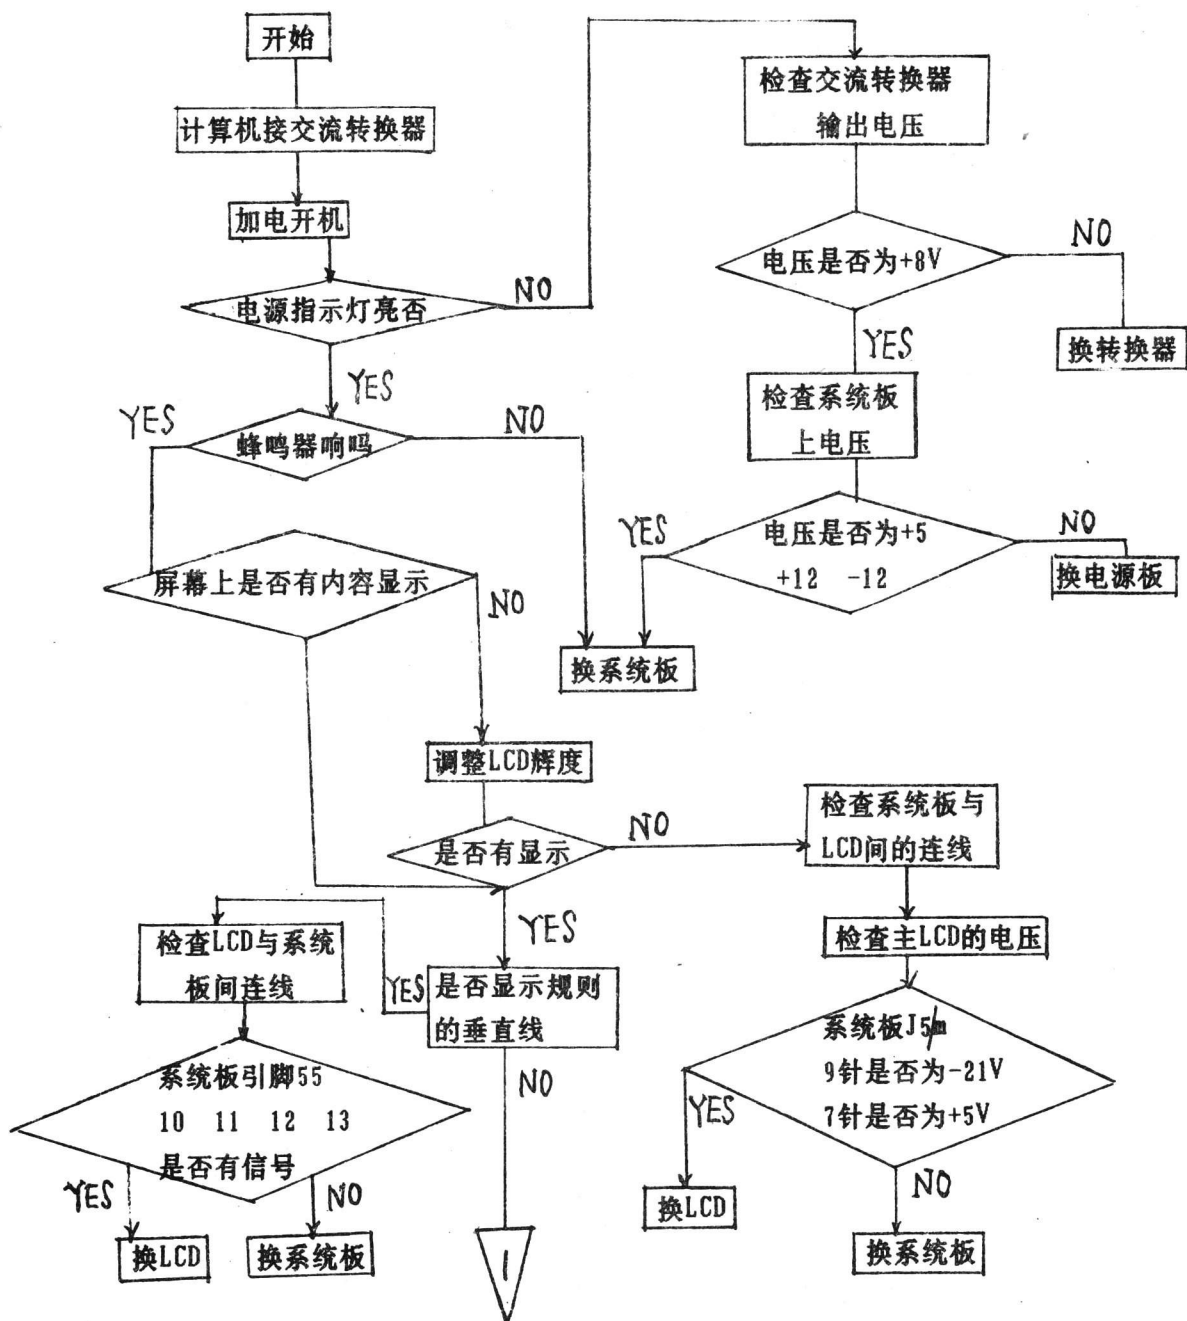 开始
计算机接交流转换器
加电开机
电源指示灯亮否
NO
YES
检查交流转换器
输出电压
电压是否为+8V
NO
换转换器
YES
检查系统板
上电压
电压是否为+5
+12 -12
NO
换电源板
YES
YES
蜂鸣器响吗
NO
换系统板
屏幕上是否有内容显示
NO
调整LCD辉度
是否有显示
NO
YES
检查系统板与
LCD间的连线
检查主LCD的电压
系统板J5
9针是否为-21V
7针是否为+5V
YES
换LCD
NO
换系统板
是否显示规则
的垂直线
YES
NO
1
检查LCD与系统
板间连线
系统板引脚55
10 11 12 13
是否有信号
YES
换LCD
NO
换系统板